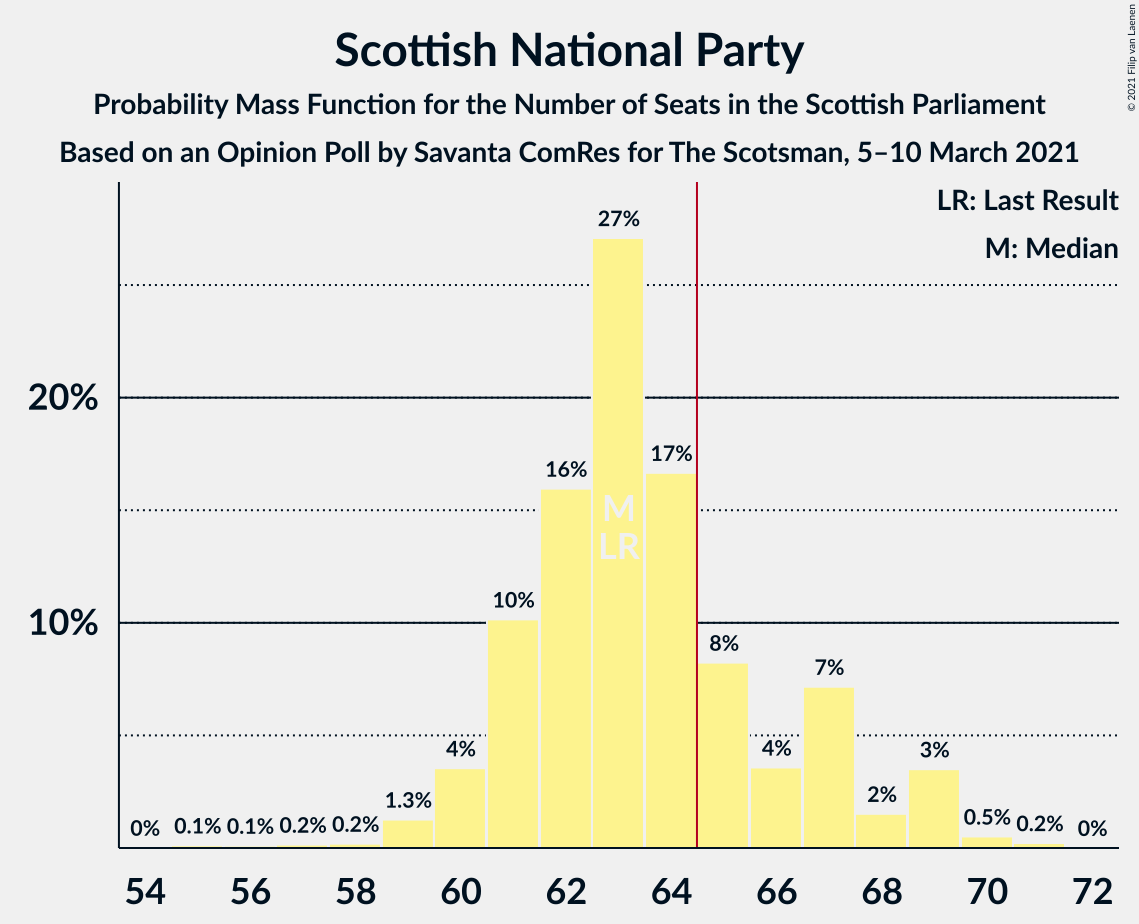 Scottish National Party
Probability Mass Function for the Number of Seats in the Scottish Parliament
Based on an Opinion Poll by Savanta ComRes for The Scotsman, 5–10 March 2021
© 2021 Filip van Laenen
LR: Last Result
M: Median
20%
10%
0% 0.1% 0.1% 0.2% 0.2% 1.3% 4% 10% 16% 27% 17% 8% 4% 7% 2% 3% 0.5% 0.2% 0%
M
LR
54 56 58 60 62 64 66 68 70 72